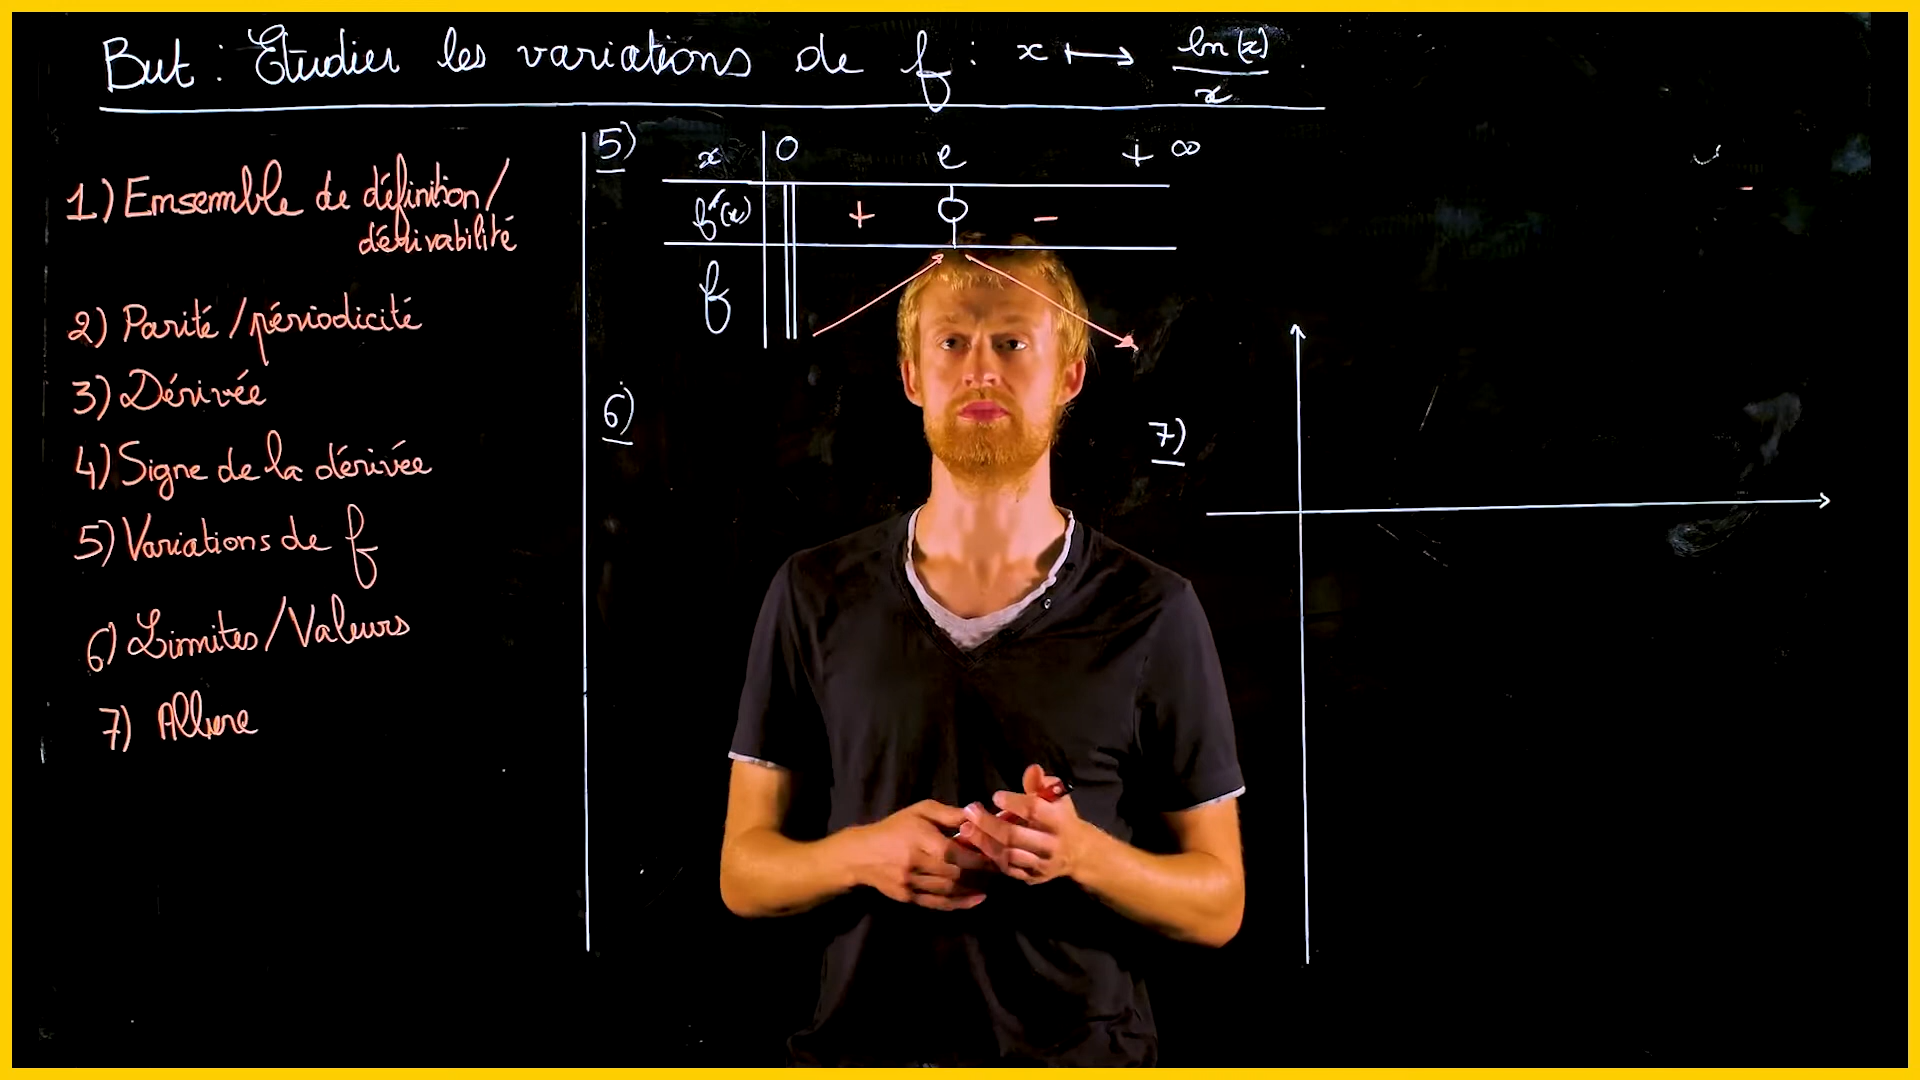 But : Etudier les variations de f : x ⟼ ln(x)/x.
1) Ensemble de définition/
dérivabilité
2) Parité/périodicité
3) Dérivée
4) Signe de la dérivée
5) Variations de f
6) Limites/Valeurs
7) Allure
5)
x 0 e +∞
f'(x) + 0 −
f
6)
7)